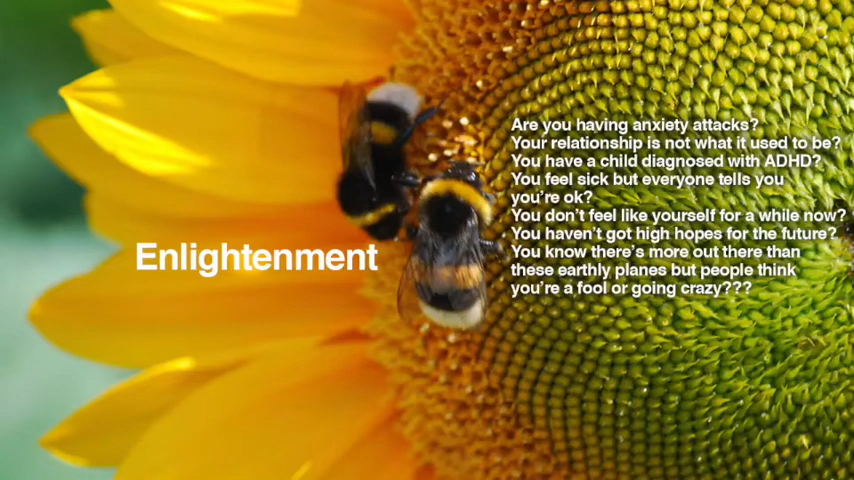 Enlightenment
Are you having anxiety attacks?
Your relationship is not what it used to be?
You have a child diagnosed with ADHD?
You feel sick but everyone tells you
you're ok?
You don't feel like yourself for a while now?
You haven't got high hopes for the future?
You know there's more out there than
these earthly planes but people think
you're a fool or going crazy???